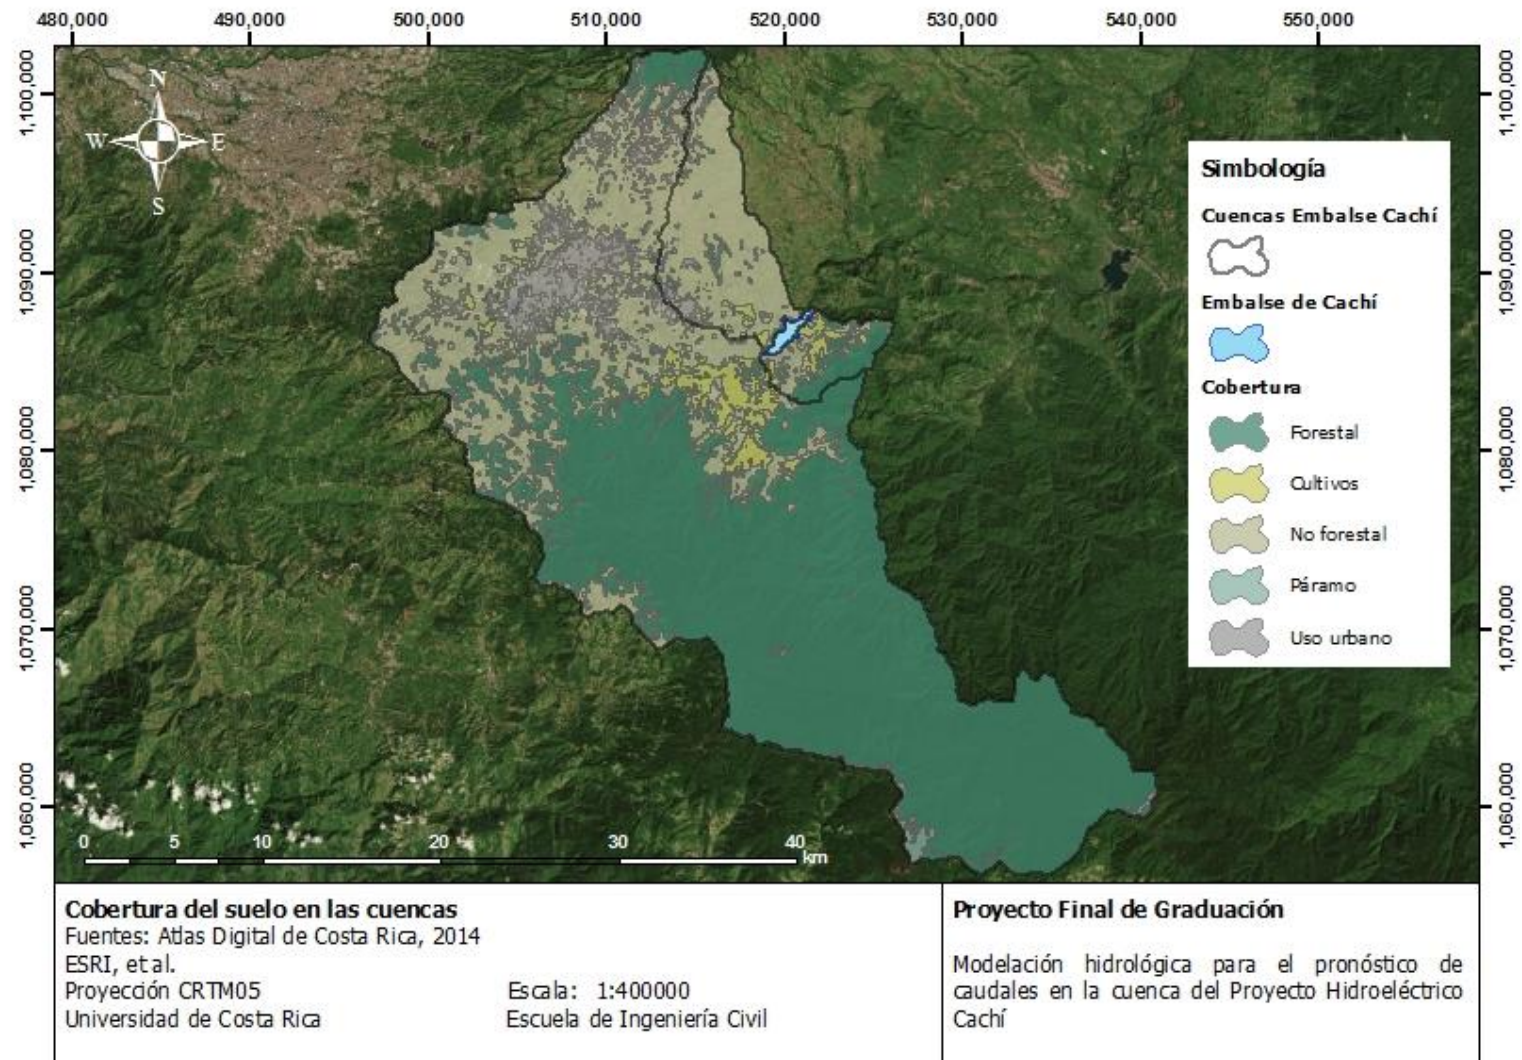 480,000 490,000 500,000 510,000 520,000 530,000 540,000 550,000
1,100,000
1,090,000
1,080,000
1,070,000
1,060,000
N
W E
S
Simbología
Cuencas Embalse Cachí
Embalse de Cachí
Cobertura
Forestal
Cultivos
No forestal
Páramo
Uso urbano
1,100,000
1,090,000
1,080,000
1,070,000
1,060,000
0 5 10 20 30 40
km
Cobertura del suelo en las cuencas
Fuentes: Atlas Digital de Costa Rica, 2014
ESRI, et al.
Proyección CRTM05 Escala: 1:400000
Universidad de Costa Rica Escuela de Ingeniería Civil
Proyecto Final de Graduación
Modelación hidrológica para el pronóstico de
caudales en la cuenca del Proyecto Hidroeléctrico
Cachí